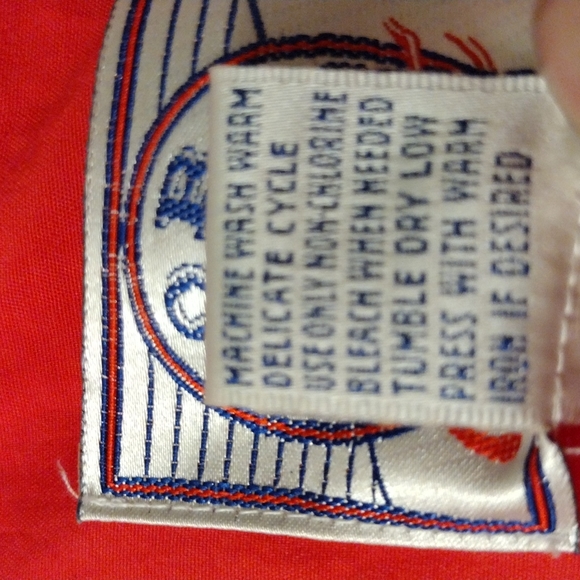 MACHINE WASH WARM
DELICATE CYCLE
USE ONLY NON-CHLORINE
BLEACH WHEN NEEDED
TUMBLE DRY LOW
PRESS WITH WARM
IRON IF DESIRED